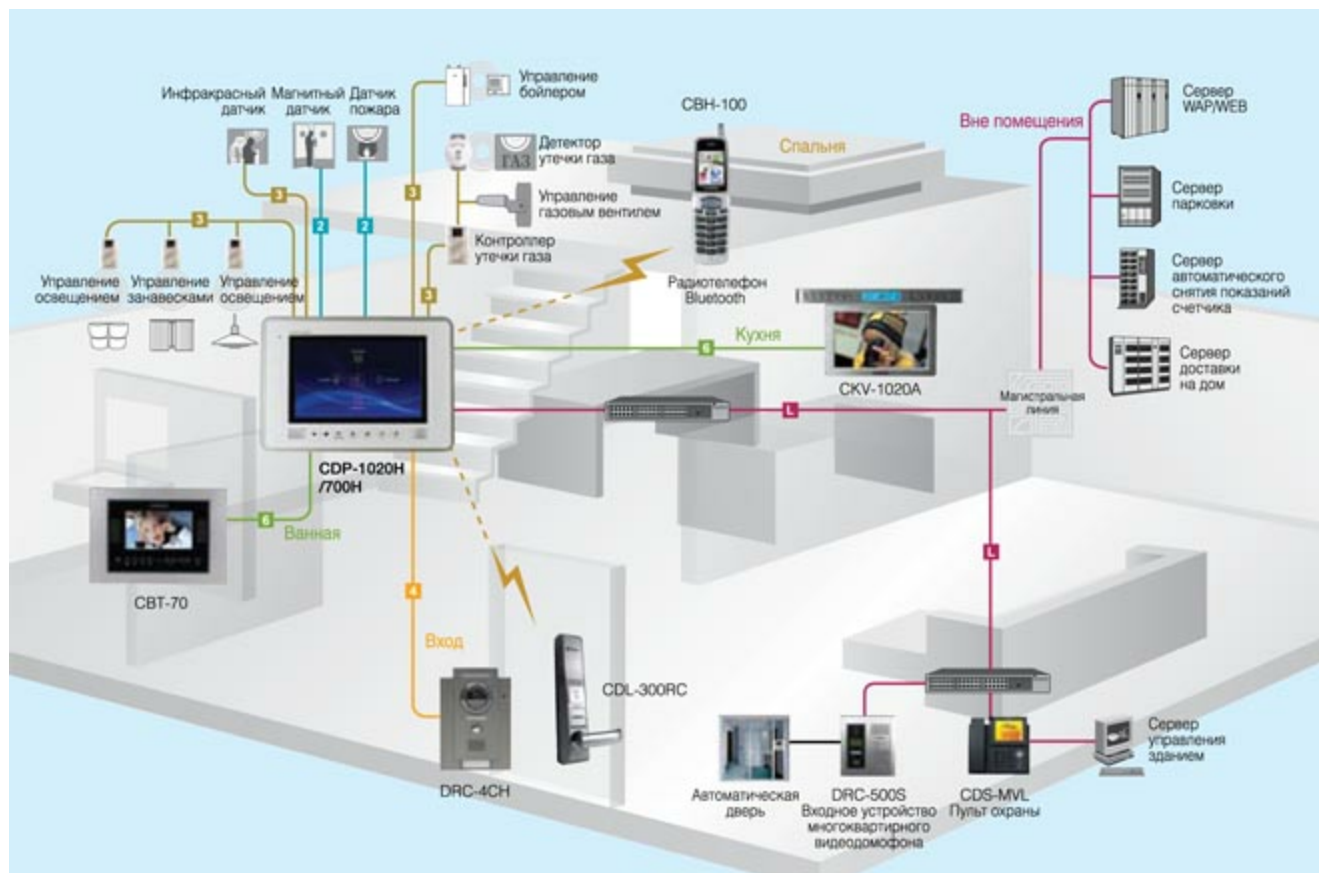 Управление
бойлером
Инфракрасный
датчик
Магнитный
датчик
Датчик
пожара
CBH-100
Сервер
WAP/WEB
Вне помещения
Детектор
утечки газа
ГАЗ
Спальня
3
2
2
3
Управление
газовым вентилем
Сервер
парковки
3
Контроллер
утечки газа
3
Управление
освещением
Управление
занавесками
Управление
освещением
Радиотелефон
Bluetooth
Сервер
автоматического
снятия показаний
счетчика
Кухня
6
CKV-1020A
Сервер
доставки
на дом
Магистральная
линия
L
CDP-1020H
/700H
6
Ванная
L
CBT-70
4
Вход
CDL-300RC
DRC-4CH
Сервер
управления
зданием
Автоматическая
дверь
DRC-500S
Входное устройство
многоквартирного
видеодомофона
CDS-MVL
Пульт охраны